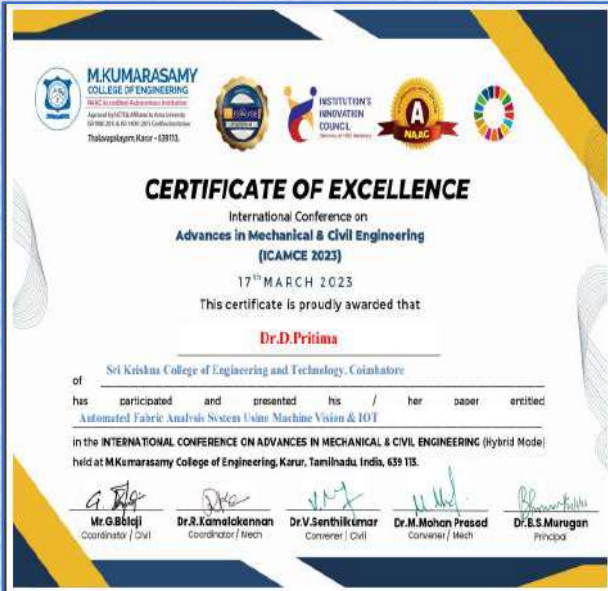 M.KUMARASAMY
COLLEGE OF ENGINEERING
NAAC Accredited Autonomous Institution
Thalavapalayam, Karur - 639113.
INSTITUTION'S
INNOVATION
COUNCIL
A
NAAC
CERTIFICATE OF EXCELLENCE
International Conference on
Advances in Mechanical & Civil Engineering
(ICAMCE 2023)
17th MARCH 2023
This certificate is proudly awarded that
Dr.D.Pritima
of Sri Krishna College of Engineering and Technology, Coimbatore
has participated and presented his / her paper entitled
Automated Fabric Analysis System Using Machine Vision & IOT
in the INTERNATIONAL CONFERENCE ON ADVANCES IN MECHANICAL & CIVIL ENGINEERING (Hybrid Mode)
held at M.Kumarasamy College of Engineering, Karur, Tamilnadu, India, 639 113.
Mr.G.Balaji
Coordinator / Civil
Dr.R.Kamalakannan
Coordinator / Mech
Dr.V.Senthilkumar
Convener / Civil
Dr.M.Mohan Prasad
Convener / Mech
Dr.B.S.Murugan
Principal